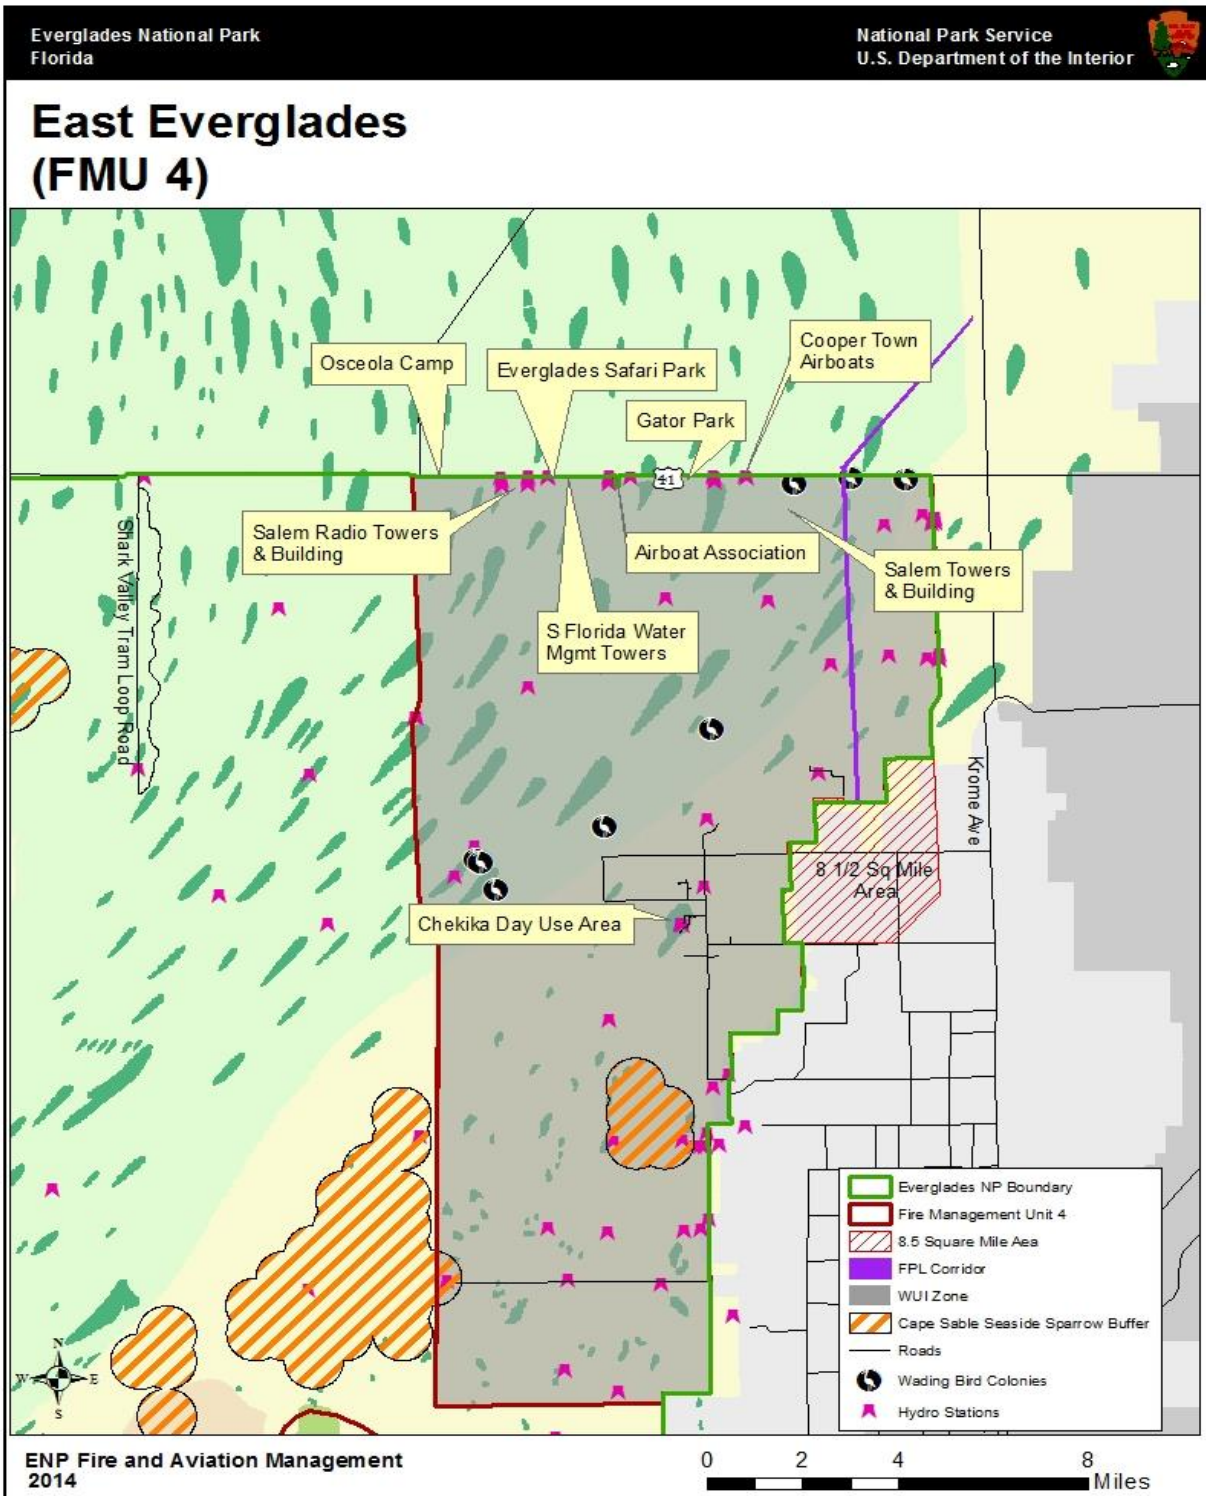 Everglades National Park
Florida
National Park Service
U.S. Department of the Interior
East Everglades
(FMU 4)
Osceola Camp
Everglades Safari Park
Cooper Town
Airboats
Gator Park
41
Salem Radio Towers
& Building
Airboat Association
Salem Towers
& Building
S Florida Water
Mgmt Towers
Shark Valley Tram Loop Road
Krome Ave
8 1/2 Sq Mile
Area
Chekika Day Use Area
Everglades NP Boundary
Fire Management Unit 4
8.5 Square Mile Aea
FPL Corridor
WUI Zone
Cape Sable Seaside Sparrow Buffer
Roads
Wading Bird Colonies
Hydro Stations
N
W E
S
ENP Fire and Aviation Management
2014
0 2 4 8
Miles